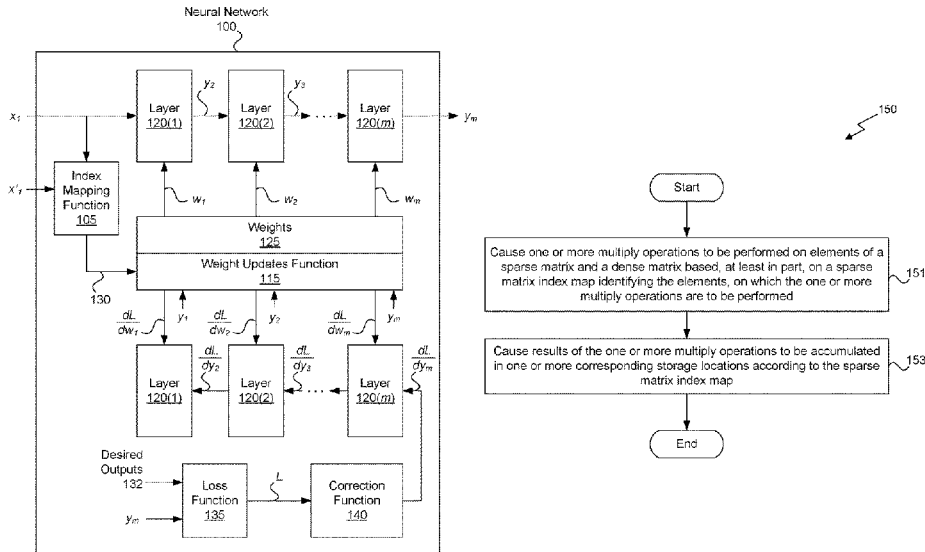 Neural Network
100
x1
x'1
Index
Mapping
Function
105
130
Layer
120(1)
y2
Layer
120(2)
y3
Layer
120(m)
ym
w1
w2
wm
Weights
125
Weight Updates Function
115
dL
dw1
y1
dL
dw2
y2
dL
dwm
ym
Layer
120(1)
dL
dy2
Layer
120(2)
dL
dy3
Layer
120(m)
dL
dym
Desired
Outputs
132
ym
Loss
Function
135
L
Correction
Function
140
150
Start
Cause one or more multiply operations to be performed on elements of a
sparse matrix and a dense matrix based, at least in part, on a sparse
matrix index map identifying the elements, on which the one or more
multiply operations are to be performed
151
Cause results of the one or more multiply operations to be accumulated
in one or more corresponding storage locations according to the sparse
matrix index map
153
End